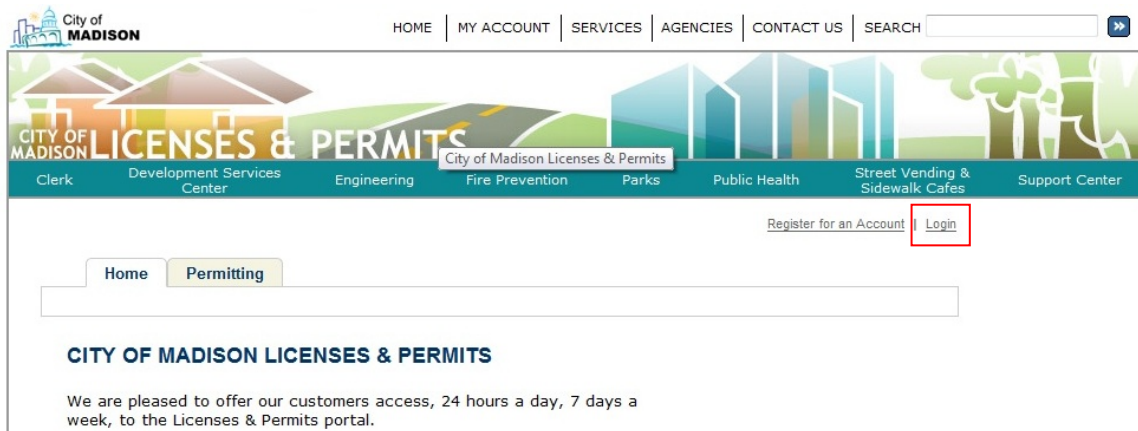 City of
MADISON
HOME MY ACCOUNT SERVICES AGENCIES CONTACT US SEARCH
CITY OF
MADISON LICENSES & PERMITS
City of Madison Licenses & Permits
Clerk Development Services Center Engineering Fire Prevention Parks Public Health Street Vending & Sidewalk Cafes Support Center
Register for an Account | Login
Home Permitting
CITY OF MADISON LICENSES & PERMITS
We are pleased to offer our customers access, 24 hours a day, 7 days a
week, to the Licenses & Permits portal.